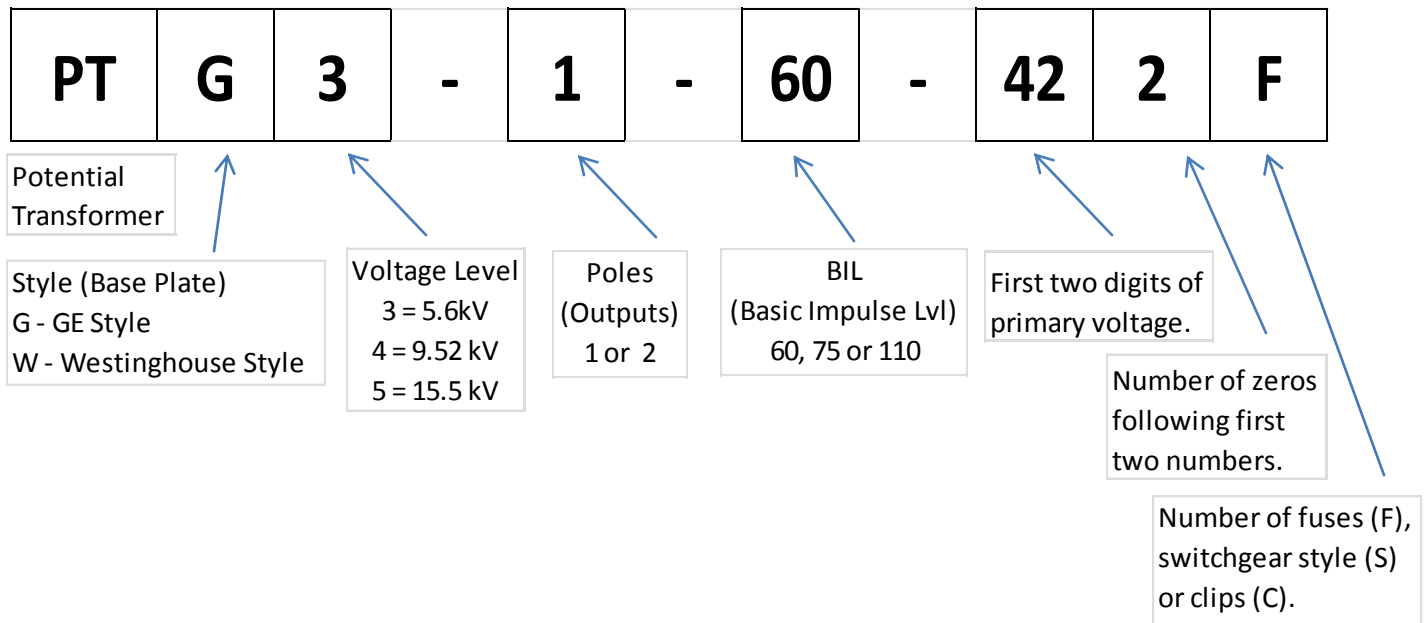 PT G 3 - 1 - 60 - 42 2 F
Potential
Transformer
Style (Base Plate)
G - GE Style
W - Westinghouse Style
Voltage Level
3 = 5.6kV
4 = 9.52 kV
5 = 15.5 kV
Poles
(Outputs)
1 or 2
BIL
(Basic Impulse Lvl)
60, 75 or 110
First two digits of
primary voltage.
Number of zeros
following first
two numbers.
Number of fuses (F),
switchgear style (S)
or clips (C).